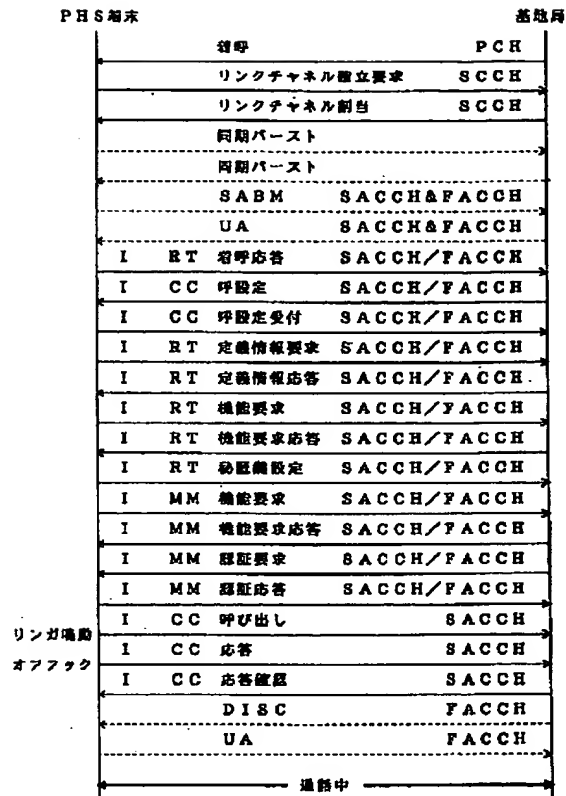 PHS端末 基地局
着呼 PCH
リンクチャネル確立要求 SCCH
リンクチャネル割当 SCCH
同期バースト
同期バースト
SABM SACCH&FACCH
UA SACCH&FACCH
I RT 着呼応答 SACCH/FACCH
I CC 呼設定 SACCH/FACCH
I CC 呼設定受付 SACCH/FACCH
I RT 定義情報要求 SACCH/FACCH
I RT 定義情報応答 SACCH/FACCH
I RT 機能要求 SACCH/FACCH
I RT 機能要求応答 SACCH/FACCH
I RT 秘匿鍵設定 SACCH/FACCH
I MM 機能要求 SACCH/FACCH
I MM 機能要求応答 SACCH/FACCH
I MM 認証要求 SACCH/FACCH
I MM 認証応答 SACCH/FACCH
I CC 呼び出し SACCH
リンガ鳴動
I CC 応答 SACCH
オフフック
I CC 応答確認 SACCH
DISC FACCH
UA FACCH
通話中